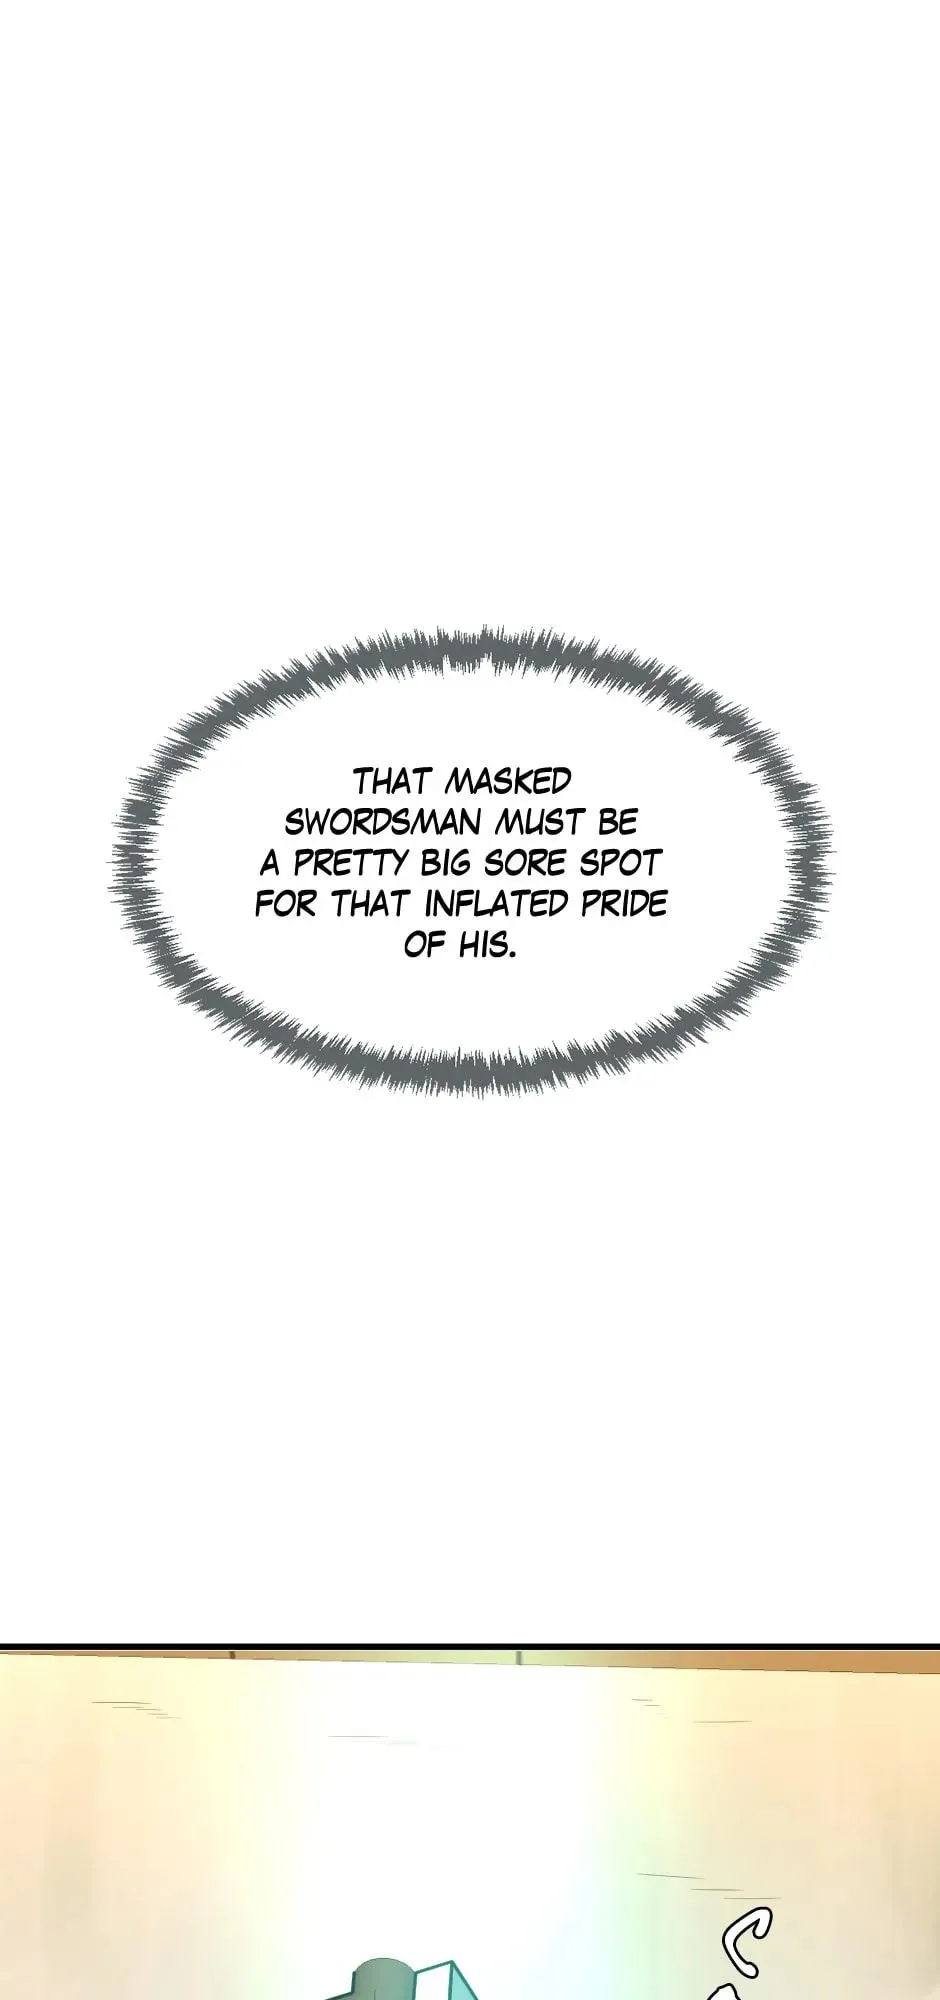 THAT MASKED
SWORDSMAN MUST BE
A PRETTY BIG SORE SPOT
FOR THAT INFLATED PRIDE
OF HIS.